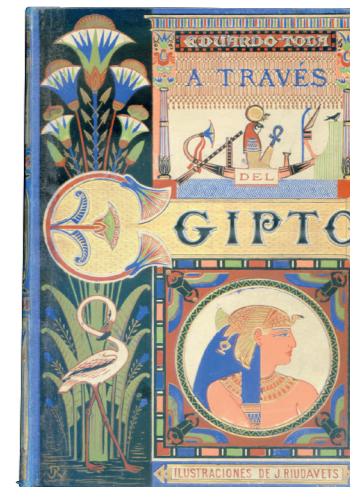 EDUARDO TODA
A TRAVÉS
DEL
EGIPTO
ILUSTRACIONES DE J. RIUDAVETS